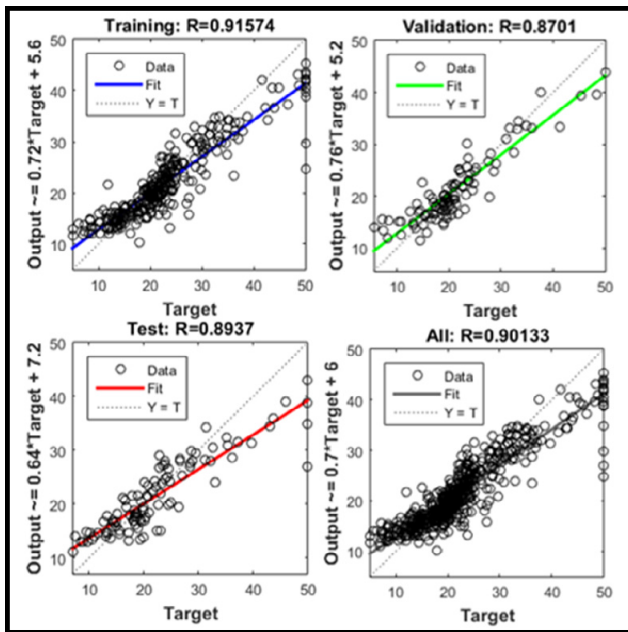 Training: R=0.91574
Output ~= 0.72*Target + 5.6
50
40
30
20
10
Data
Fit
Y = T
10 20 30 40 50
Target
Validation: R=0.8701
Output ~= 0.76*Target + 5.2
50
40
30
20
10
Data
Fit
Y = T
10 20 30 40 50
Target
Test: R=0.8937
Output ~= 0.64*Target + 7.2
50
40
30
20
10
Data
Fit
Y = T
10 20 30 40 50
Target
All: R=0.90133
Output ~= 0.7*Target + 6
50
40
30
20
10
Data
Fit
Y = T
10 20 30 40 50
Target